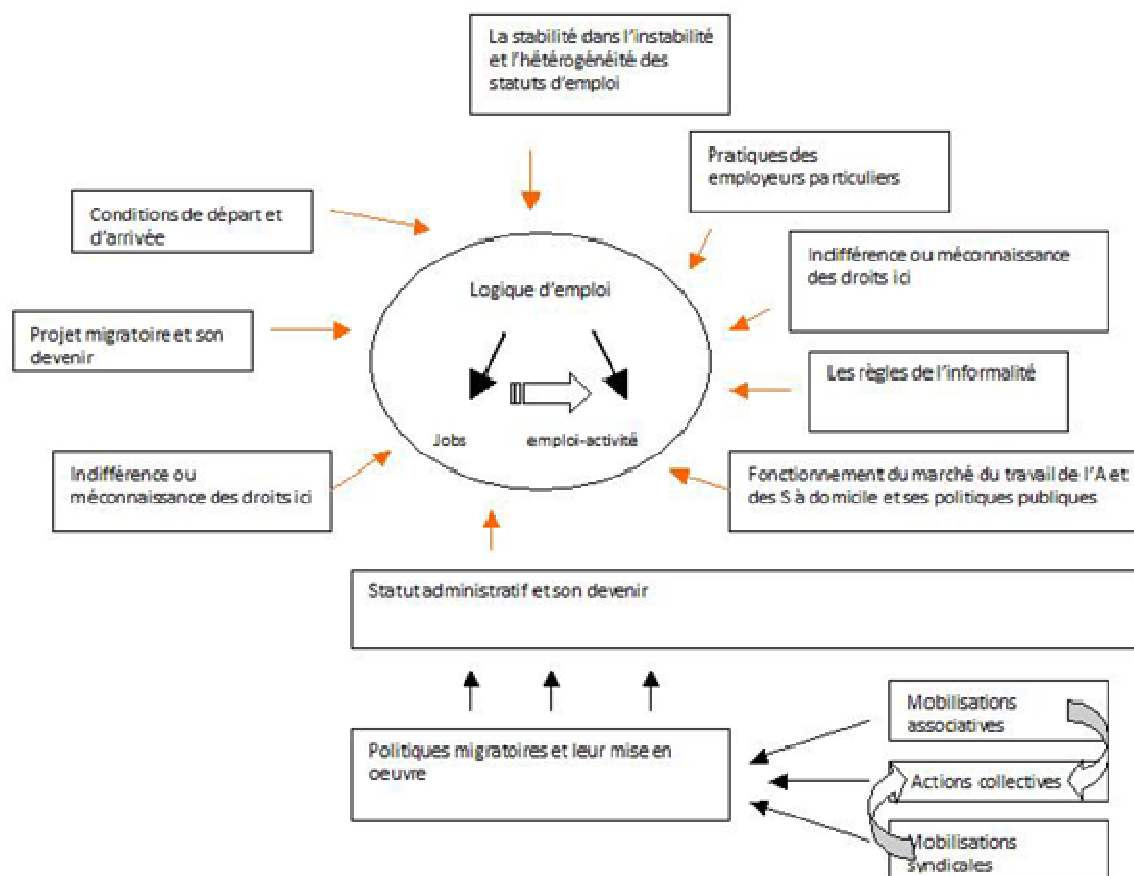 La stabilité dans l'instabilité
et l'hétérogénéité des
statuts d'emploi
Pratiques des
employeurs particuliers
Conditions de départ et
d'arrivée
Indifférence ou méconnaissance
des droits ici
Logique d'emploi
Projet migratoire et son
devenir
Les règles de l'informalité
Jobs
emploi-activité
Indifférence ou
méconnaissance des droits ici
Fonctionnement du marché du travail de l'A et
des S à domicile et ses politiques publiques
Statut administratif et son devenir
Mobilisations
associatives
Politiques migratoires et leur mise en
oeuvre
Actions collectives
Mobilisations
syndicales